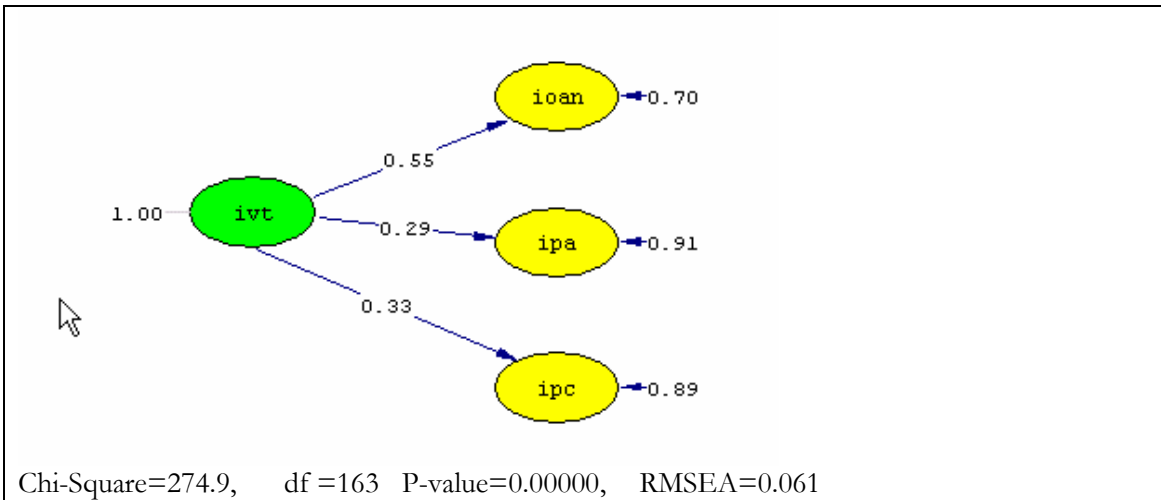 ioan
0.70
0.55
1.00
ivt
0.29
ipa
0.91
0.33
ipc
0.89
Chi-Square=274.9, df =163 P-value=0.00000, RMSEA=0.061